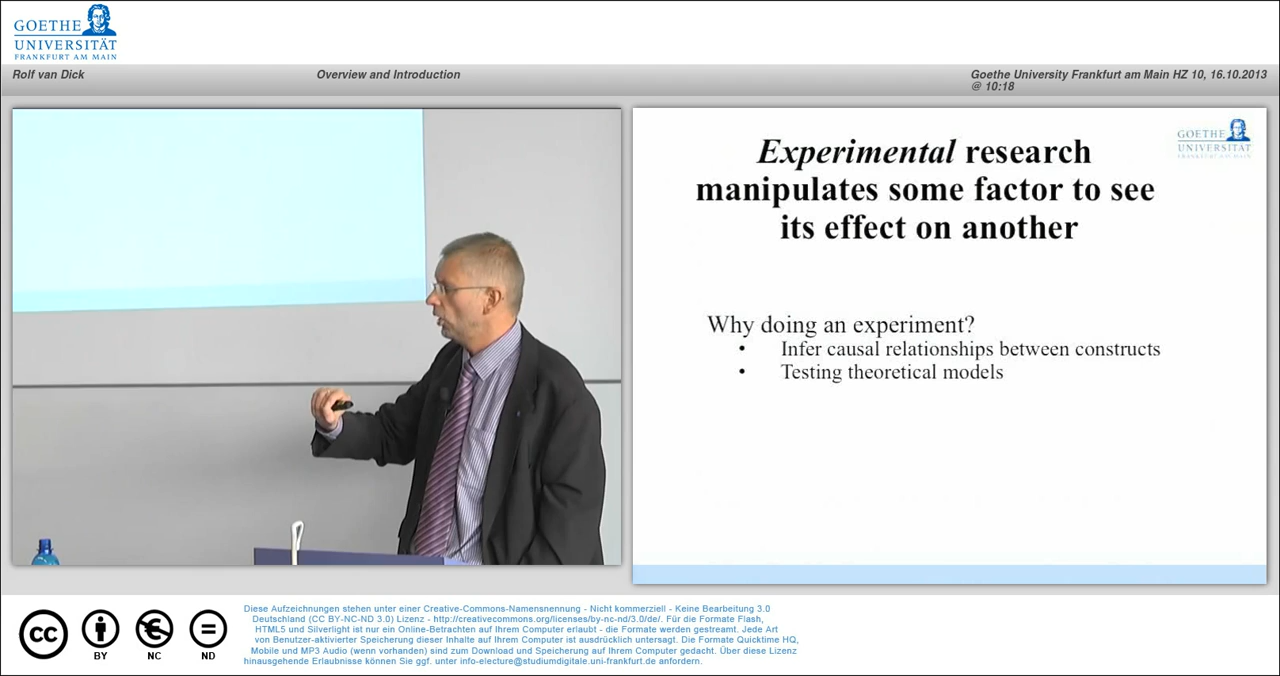 GOETHE
UNIVERSITÄT
FRANKFURT AM MAIN
Rolf van Dick
Overview and Introduction
Goethe University Frankfurt am Main HZ 10, 16.10.2013
@ 10:18
GOETHE
UNIVERSITÄT
FRANKFURT AM MAIN
Experimental research
manipulates some factor to see
its effect on another
Why doing an experiment?
• Infer causal relationships between constructs
• Testing theoretical models
cc
BY
NC
ND
Diese Aufzeichnungen stehen unter einer Creative-Commons-Namensnennung - Nicht kommerziell - Keine Bearbeitung 3.0
Deutschland (CC BY-NC-ND 3.0) Lizenz - http://creativecommons.org/licenses/by-nc-nd/3.0/de/. Für die Formate Flash,
HTML5 und Silverlight ist nur ein Online-Betrachten auf Ihrem Computer erlaubt - die Formate werden gestreamt. Jede Art
von Benutzer-aktivierter Speicherung dieser Inhalte auf Ihrem Computer ist ausdrücklich untersagt. Die Formate Quicktime HQ,
Mobile und MP3 Audio (wenn vorhanden) sind zum Download und Speicherung auf Ihrem Computer gedacht. Über diese Lizenz
hinausgehende Erlaubnisse können Sie ggf. unter info-electure@studiumdigitale.uni-frankfurt.de anfordern.